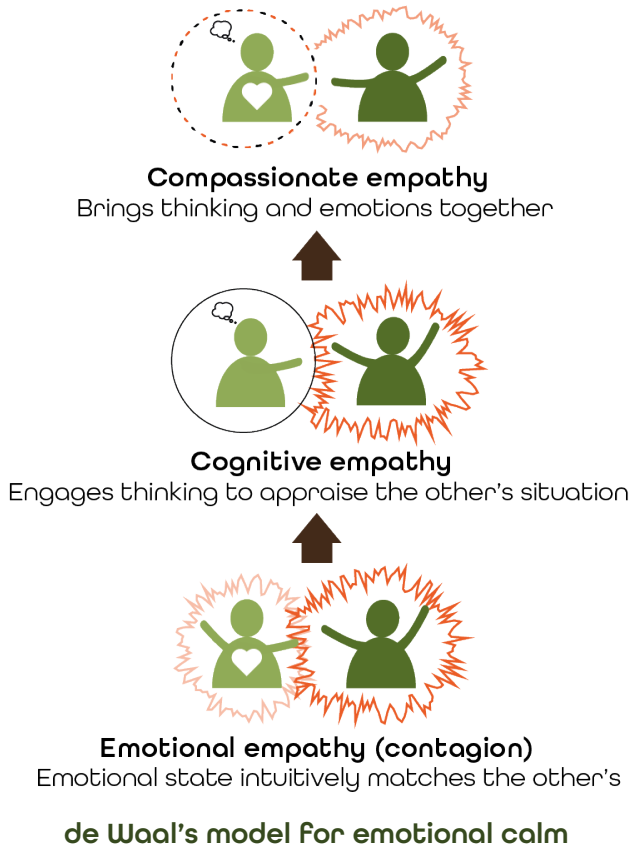 Compassionate empathy
Brings thinking and emotions together
Cognitive empathy
Engages thinking to appraise the other's situation
Emotional empathy (contagion)
Emotional state intuitively matches the other's
de Waal's model for emotional calm